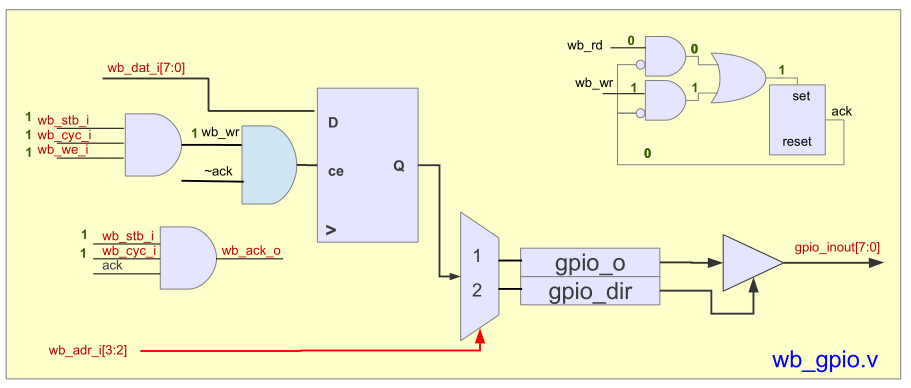 wb_dat_i[7:0]
1 wb_stb_i
1 wb_cyc_i
1 wb_we_i
1 wb_wr
~ack
D
ce
Q
>
wb_rd 0 0
wb_wr 1 1
1
set
reset
ack
0
1 wb_stb_i
1 wb_cyc_i
ack
wb_ack_o
1
2
gpio_o
gpio_dir
gpio_inout[7:0]
wb_adr_i[3:2]
wb_gpio.v